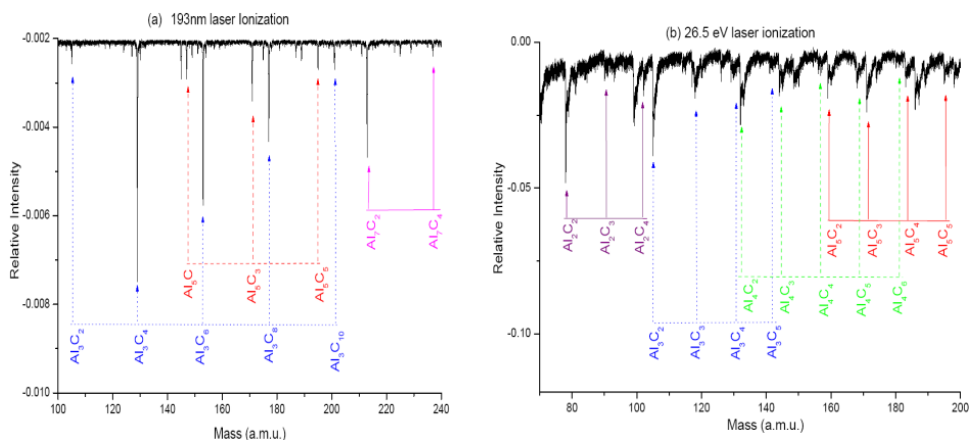 (a) 193nm laser Ionization
-0.002
-0.004
-0.006
-0.008
-0.010
Relative Intensity
100 120 140 160 180 200 220 240
Mass (a.m.u.)
Al₃C₂
Al₃C₄
Al₃C₆
Al₃C₈
Al₃C₁₀
Al₅C
Al₅C₃
Al₅C₅
Al₇C₂
Al₇C₄
(b) 26.5 eV laser ionization
0.00
-0.05
-0.10
Relative Intensity
80 100 120 140 160 180 200
Mass (a.m.u.)
Al₂C₂
Al₂C₃
Al₂C₄
Al₃C₂
Al₃C₃
Al₃C₄
Al₃C₅
Al₄C₂
Al₄C₃
Al₄C₄
Al₄C₅
Al₄C₆
Al₅C₂
Al₅C₃
Al₅C₄
Al₅C₅